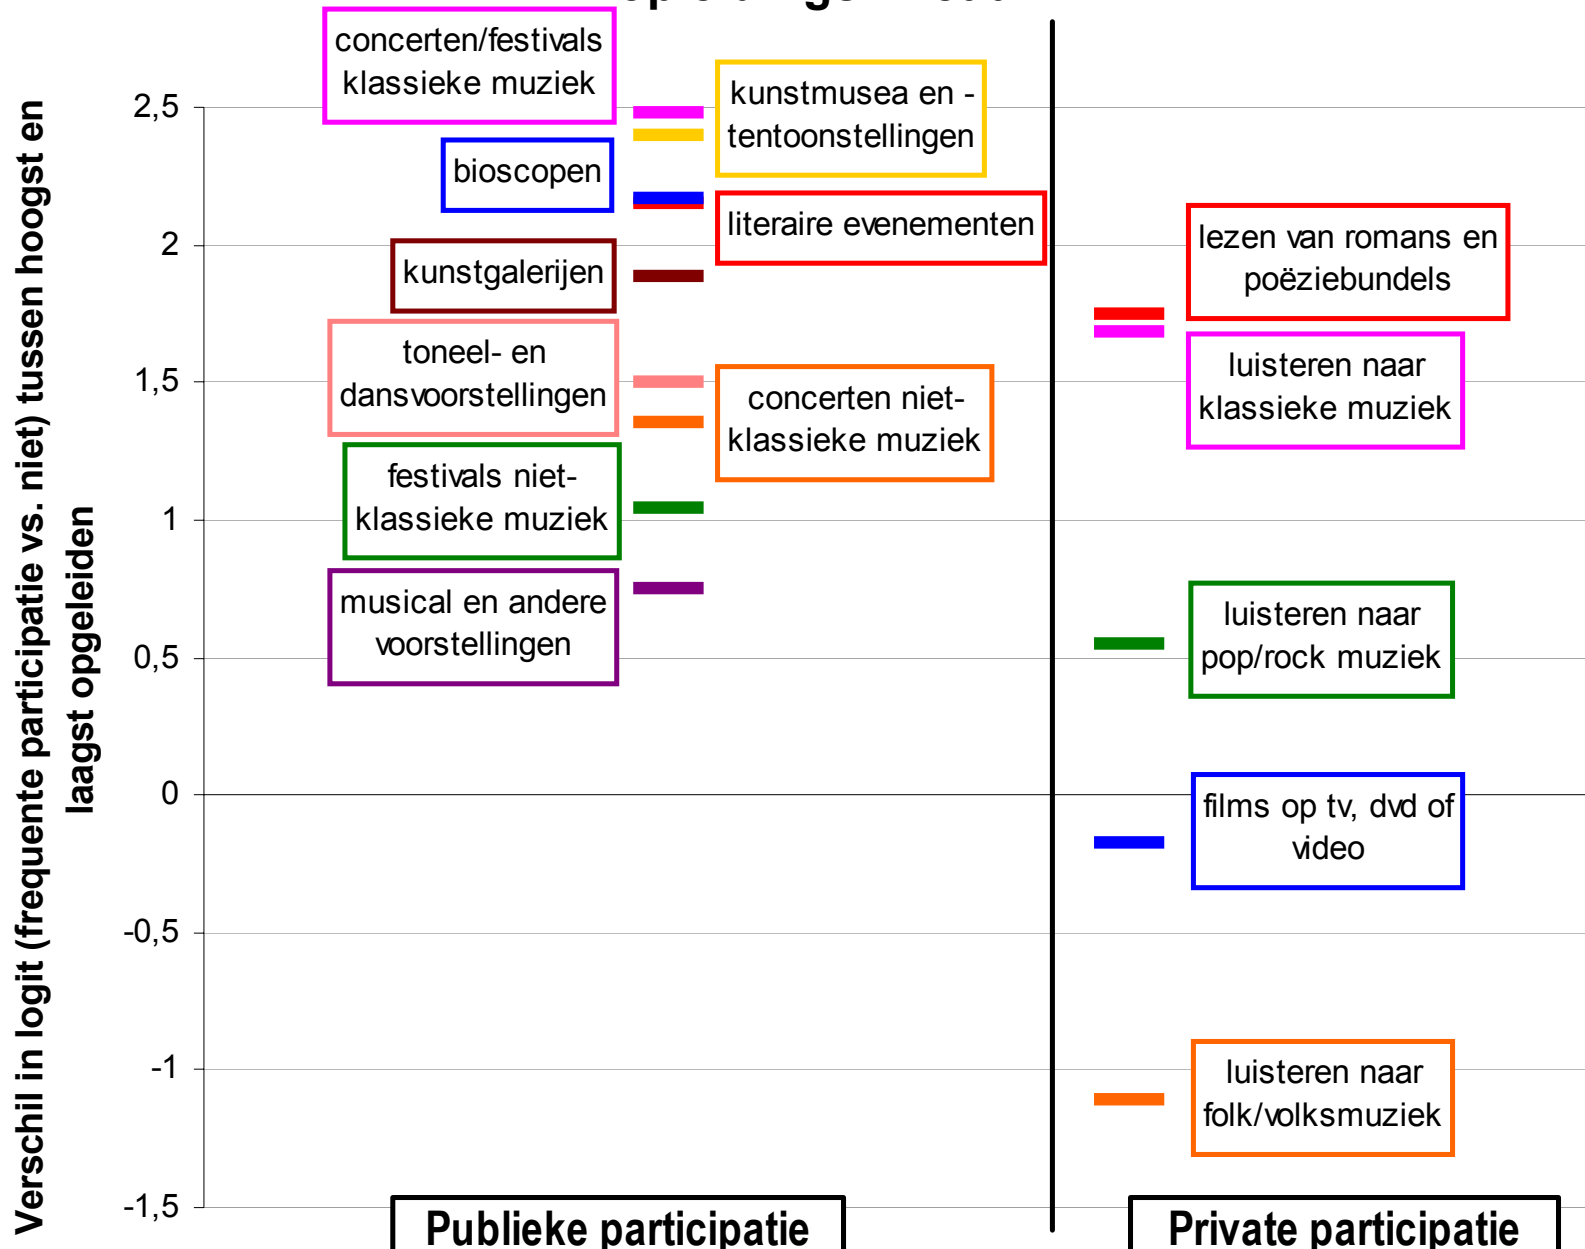 concerten/festivals
klassieke muziek
kunstmusea en -
tentoonstellingen
bioscopen
literaire evenementen
kunstgalerijen
toneel- en
dansvoorstellingen
concerten niet-
klassieke muziek
festivals niet-
klassieke muziek
musical en andere
voorstellingen
lezen van romans en
poëziebundels
luisteren naar
klassieke muziek
luisteren naar
pop/rock muziek
films op tv, dvd of
video
luisteren naar
folk/volksmuziek
Verschil in logit (frequente participatie vs. niet) tussen hoogst en
laagst opgeleiden
2,5
2
1,5
1
0,5
0
-0,5
-1
-1,5
Publieke participatie
Private participatie